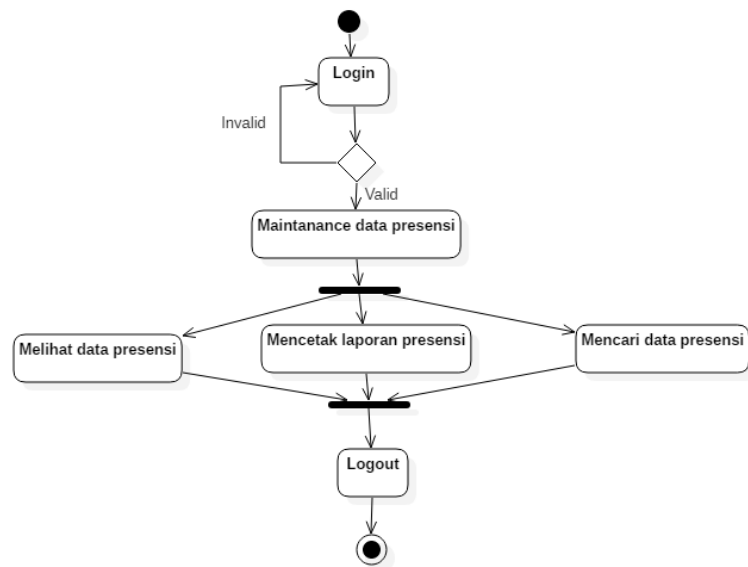 Login
Invalid
Valid
Maintanance data presensi
Melihat data presensi
Mencetak laporan presensi
Mencari data presensi
Logout